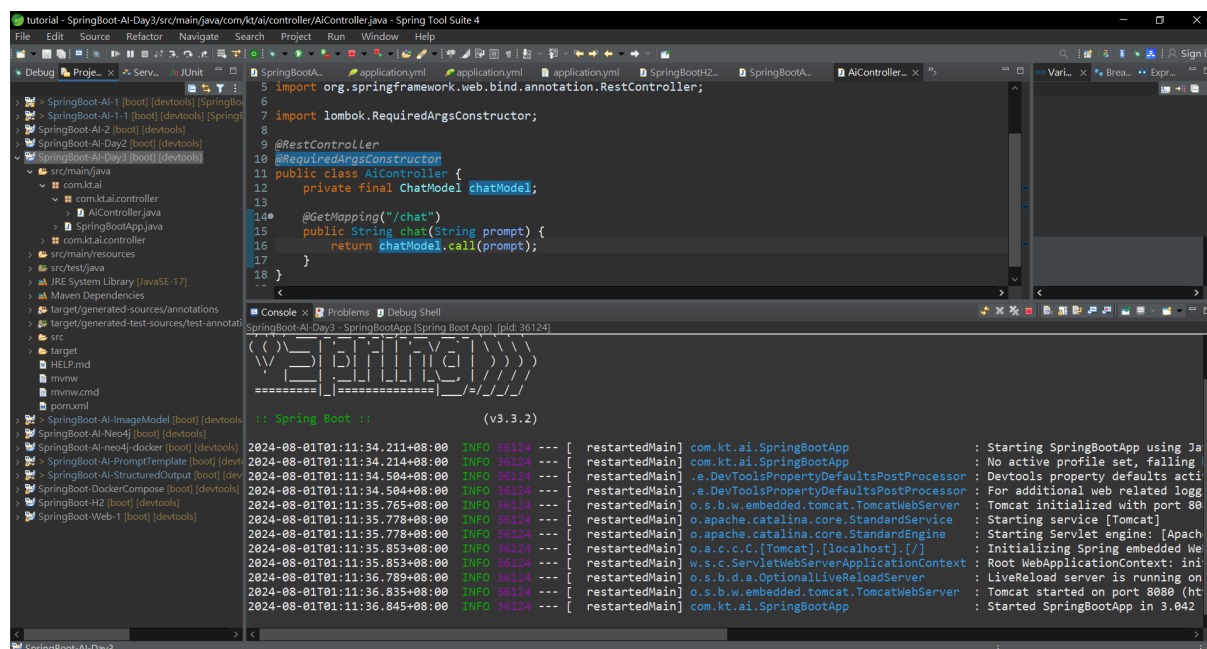 tutorial - SpringBoot-AI-Day3/src/main/java/com/kt/ai/controller/AiController.java - Spring Tool Suite 4
File Edit Source Refactor Navigate Search Project Run Window Help
Sign i
Debug Proje... Serv... JUnit
SpringBootA... application.yml application.yml application.yml SpringBootH2... SpringBootA... AiController...
Vari... Brea... Expr...
> SpringBoot-AI-1 [boot] [devtools] [SpringBo
> SpringBoot-AI-1-1 [boot] [devtools] [SpringE
SpringBoot-AI-2 [boot] [devtools]
SpringBoot-AI-Day2 [boot] [devtools]
SpringBoot-AI-Day3 [boot] [devtools]
src/main/java
com.kt.ai
com.kt.ai.controller
AiController.java
SpringBootApp.java
com.kt.ai.controller
src/main/resources
src/test/java
JRE System Library [JavaSE-17]
Maven Dependencies
target/generated-sources/annotations
target/generated-test-sources/test-annotati
src
target
HELP.md
mvnw
mvnw.cmd
pom.xml
> SpringBoot-AI-ImageModel [boot] [devtools
SpringBoot-AI-Neo4j [boot] [devtools]
SpringBoot-AI-neo4j-docker [boot] [devtools]
> SpringBoot-AI-PromptTemplate [boot] [devt
> SpringBoot-AI-StructuredOutput [boot] [dev
SpringBoot-DockerCompose [boot] [devtools]
SpringBoot-H2 [boot] [devtools]
SpringBoot-Web-1 [boot] [devtools]
5 import org.springframework.web.bind.annotation.RestController;
6
7 import lombok.RequiredArgsConstructor;
8
9 @RestController
10 @RequiredArgsConstructor
11 public class AiController {
12 private final ChatModel chatModel;
13
14 @GetMapping("/chat")
15 public String chat(String prompt) {
16 return chatModel.call(prompt);
17 }
18 }
Console Problems Debug Shell
SpringBoot-AI-Day3 - SpringBootApp [Spring Boot App] [pid: 36124]
:: Spring Boot :: (v3.3.2)
2024-08-01T01:11:34.211+08:00 INFO 36124 --- [ restartedMain] com.kt.ai.SpringBootApp : Starting SpringBootApp using Ja
2024-08-01T01:11:34.214+08:00 INFO 36124 --- [ restartedMain] com.kt.ai.SpringBootApp : No active profile set, falling
2024-08-01T01:11:34.504+08:00 INFO 36124 --- [ restartedMain] .e.DevToolsPropertyDefaultsPostProcessor : Devtools property defaults acti
2024-08-01T01:11:34.504+08:00 INFO 36124 --- [ restartedMain] .e.DevToolsPropertyDefaultsPostProcessor : For additional web related logg
2024-08-01T01:11:35.765+08:00 INFO 36124 --- [ restartedMain] o.s.b.w.embedded.tomcat.TomcatWebServer : Tomcat initialized with port 80
2024-08-01T01:11:35.778+08:00 INFO 36124 --- [ restartedMain] o.apache.catalina.core.StandardService : Starting service [Tomcat]
2024-08-01T01:11:35.778+08:00 INFO 36124 --- [ restartedMain] o.apache.catalina.core.StandardEngine : Starting Servlet engine: [Apach
2024-08-01T01:11:35.853+08:00 INFO 36124 --- [ restartedMain] o.a.c.c.C.[Tomcat].[localhost].[/] : Initializing Spring embedded We
2024-08-01T01:11:35.853+08:00 INFO 36124 --- [ restartedMain] w.s.c.ServletWebServerApplicationContext : Root WebApplicationContext: ini
2024-08-01T01:11:36.789+08:00 INFO 36124 --- [ restartedMain] o.s.b.d.a.OptionalLiveReloadServer : LiveReload server is running on
2024-08-01T01:11:36.835+08:00 INFO 36124 --- [ restartedMain] o.s.b.w.embedded.tomcat.TomcatWebServer : Tomcat started on port 8080 (ht
2024-08-01T01:11:36.845+08:00 INFO 36124 --- [ restartedMain] com.kt.ai.SpringBootApp : Started SpringBootApp in 3.042
SpringBoot-AI-Day3